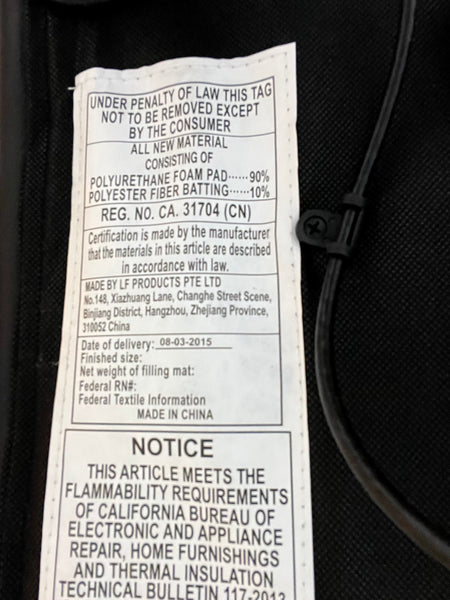 UNDER PENALTY OF LAW THIS TAG
NOT TO BE REMOVED EXCEPT
BY THE CONSUMER
ALL NEW MATERIAL
CONSISTING OF
POLYURETHANE FOAM PAD······90%
POLYESTER FIBER BATTING······10%
REG. NO. CA. 31704 (CN)
Certification is made by the manufacturer
that the materials in this article are described
in accordance with law.
MADE BY LF PRODUCTS PTE LTD
No.148, Xiazhuang Lane, Changhe Street Scene,
Binjiang District, Hangzhou, Zhejiang Province,
310052 China
Date of delivery: 08-03-2015
Finished size:
Net weight of filling mat:
Federal RN#:
Federal Textile Information
MADE IN CHINA
NOTICE
THIS ARTICLE MEETS THE
FLAMMABILITY REQUIREMENTS
OF CALIFORNIA BUREAU OF
ELECTRONIC AND APPLIANCE
REPAIR, HOME FURNISHINGS
AND THERMAL INSULATION
TECHNICAL BULLETIN 117-2013